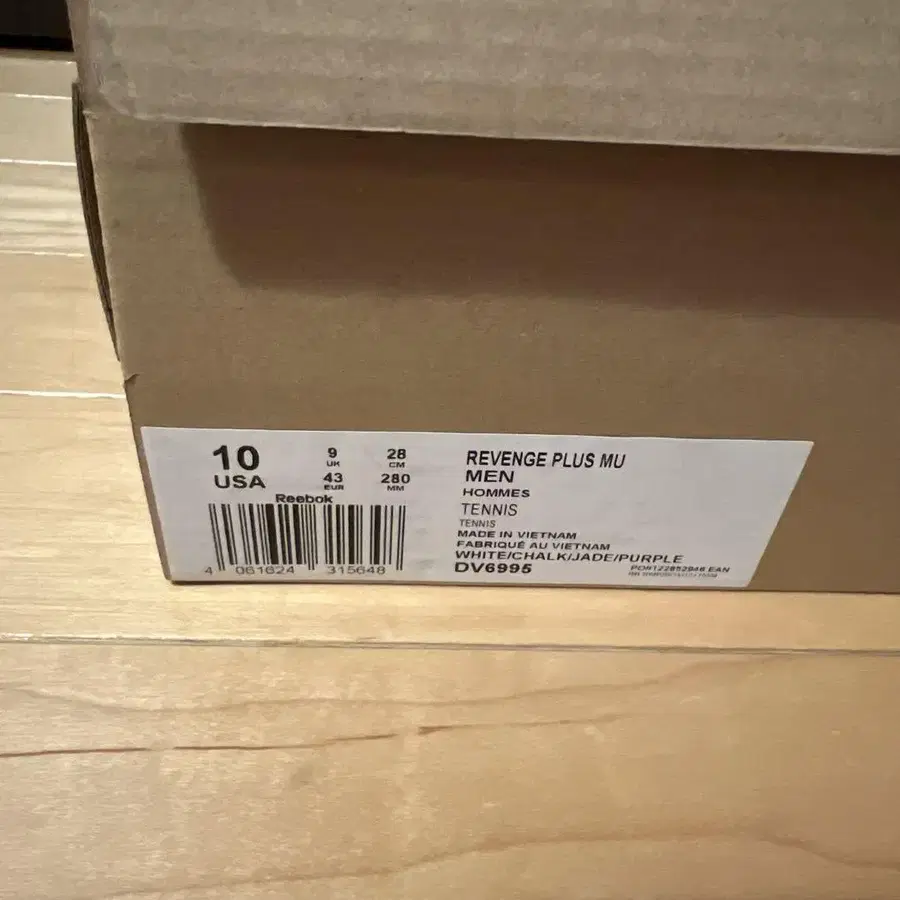 10
USA
9
UK
43
EUR
28
CM
280
MM
Reebok
4 061624 315648
REVENGE PLUS MU
MEN
HOMMES
TENNIS
TENNIS
MADE IN VIETNAM
FABRIQUÉ AU VIETNAM
WHITE/CHALK/JADE/PURPLE
DV6995
EAN